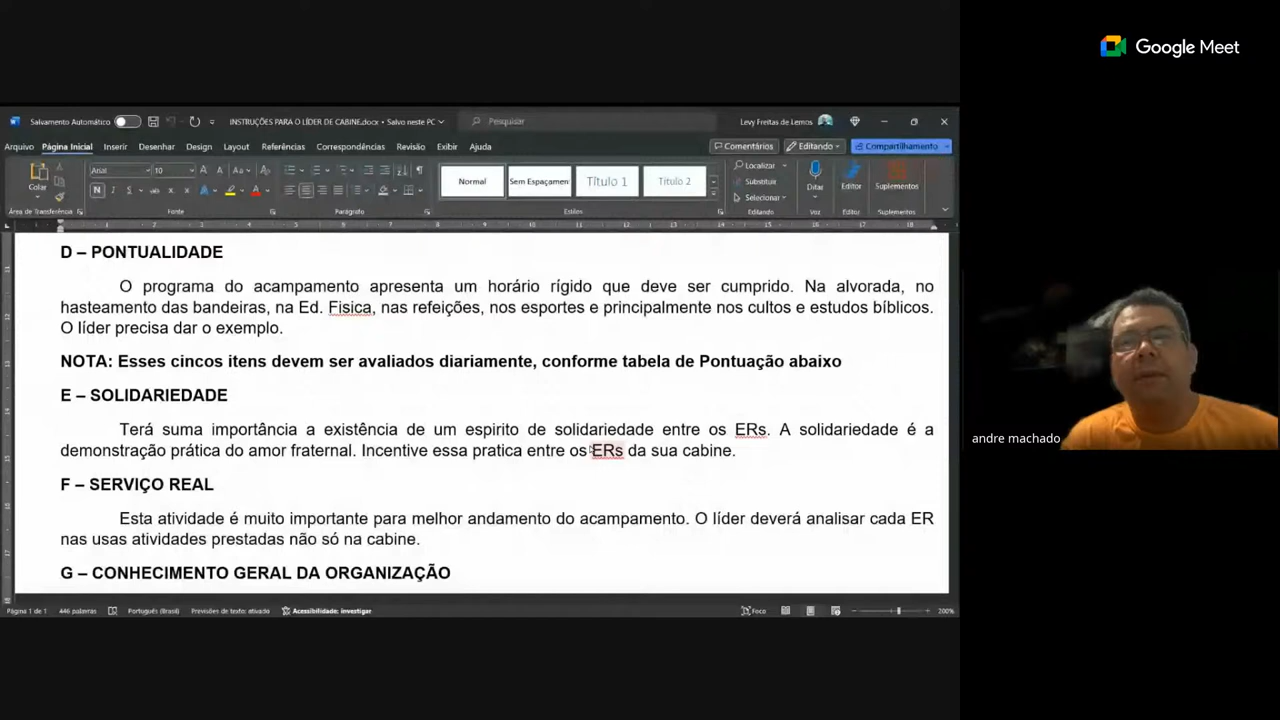 Google Meet
Salvamento Automático
INSTRUÇÕES PARA O LÍDER DE CABINE.docx • Salvo neste PC
Pesquisar
Levy Freitas de Lemos
Arquivo Página Inicial Inserir Desenhar Design Layout Referências Correspondências Revisão Exibir Ajuda
Comentários Editando Compartilhamento
Colar
Arial 10
Normal Sem Espaçamen Título 1 Título 2
Localizar
Substituir
Selecionar
Ditar Editor Suplementos
Área de Transferência Fonte Parágrafo Estilos Editando Voz Editor Suplementos
D – PONTUALIDADE
O programa do acampamento apresenta um horário rígido que deve ser cumprido. Na alvorada, no
hasteamento das bandeiras, na Ed. Fisica, nas refeições, nos esportes e principalmente nos cultos e estudos bíblicos.
O líder precisa dar o exemplo.
NOTA: Esses cincos itens devem ser avaliados diariamente, conforme tabela de Pontuação abaixo
E – SOLIDARIEDADE
Terá suma importância a existência de um espirito de solidariedade entre os ERs. A solidariedade é a
demonstração prática do amor fraternal. Incentive essa pratica entre os ERs da sua cabine.
F – SERVIÇO REAL
Esta atividade é muito importante para melhor andamento do acampamento. O líder deverá analisar cada ER
nas usas atividades prestadas não só na cabine.
G – CONHECIMENTO GERAL DA ORGANIZAÇÃO
andre machado
Página 1 de 1 446 palavras Português (Brasil) Previsões de texto: ativado Acessibilidade: investigar Foco 200%